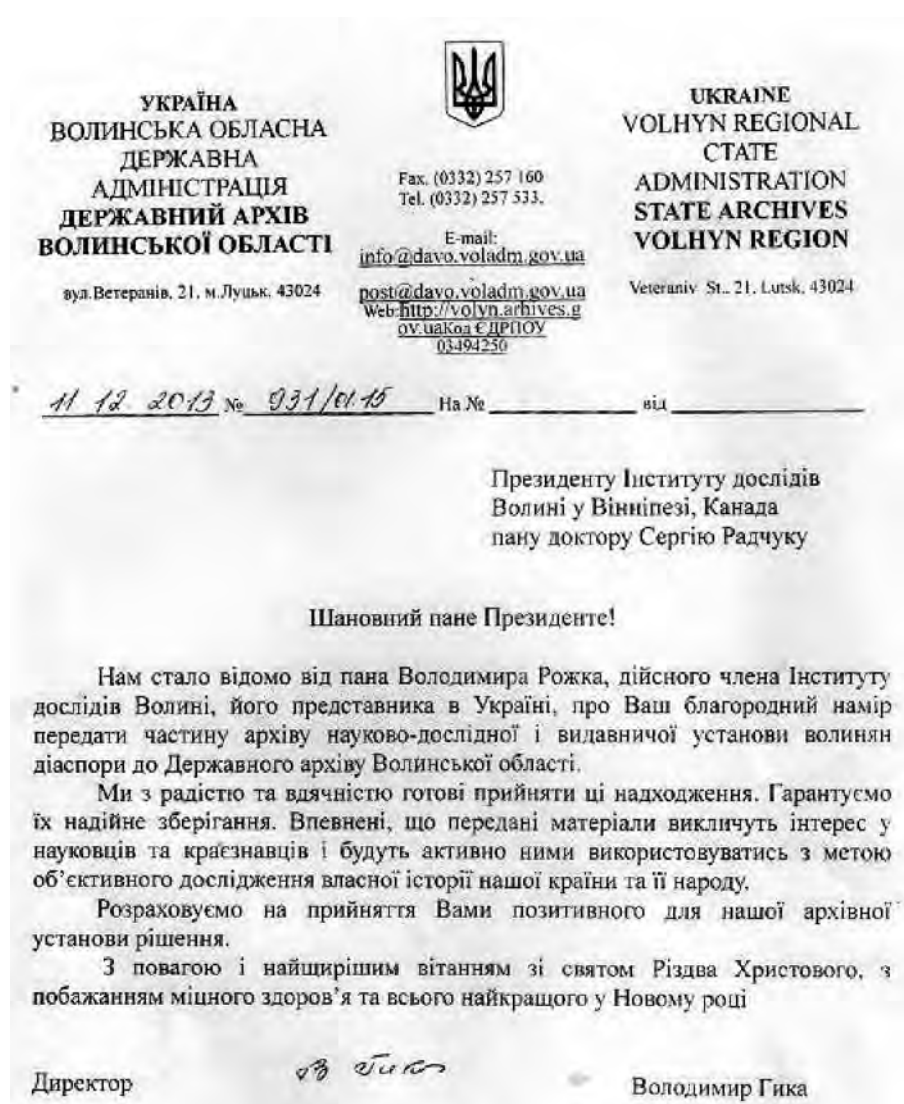 УКРАЇНА
ВОЛИНСЬКА ОБЛАСНА
ДЕРЖАВНА
АДМІНІСТРАЦІЯ
ДЕРЖАВНИЙ АРХІВ
ВОЛИНСЬКОЇ ОБЛАСТІ
вул.Ветеранів, 21, м.Луцьк, 43024
Fax. (0332) 257 160
Tel. (0332) 257 533.
E-mail:
info@davo.voladm.gov.ua
post@davo.voladm.gov.ua
Web:http://volyn.arhives.g
ov.uaКод ЄДРПОУ
03494250
UKRAINE
VOLHYN REGIONAL
CTATE
ADMINISTRATION
STATE ARCHIVES
VOLHYN REGION
Veteraniv St., 21, Lutsk, 43024
11 12 2013 № 931/01.15 На № від
Президенту Інституту дослідів
Волині у Вінніпезі, Канада
пану доктору Сергію Радчуку
Шановний пане Президенте!
Нам стало відомо від пана Володимира Рожка, дійсного члена Інституту
дослідів Волині, його представника в Україні, про Ваш благородний намір
передати частину архіву науково-дослідної і видавничої установи волинян
діаспори до Державного архіву Волинської області.
Ми з радістю та вдячністю готові прийняти ці надходження. Гарантуємо
їх надійне зберігання. Впевнені, що передані матеріали викличуть інтерес у
науковців та краєзнавців і будуть активно ними використовуватись з метою
об’єктивного дослідження власної історії нашої країни та її народу.
Розраховуємо на прийняття Вами позитивного для нашої архівної
установи рішення.
З повагою і найщирішим вітанням зі святом Різдва Христового, з
побажанням міцного здоров’я та всього найкращого у Новому році
Директор
Володимир Гика